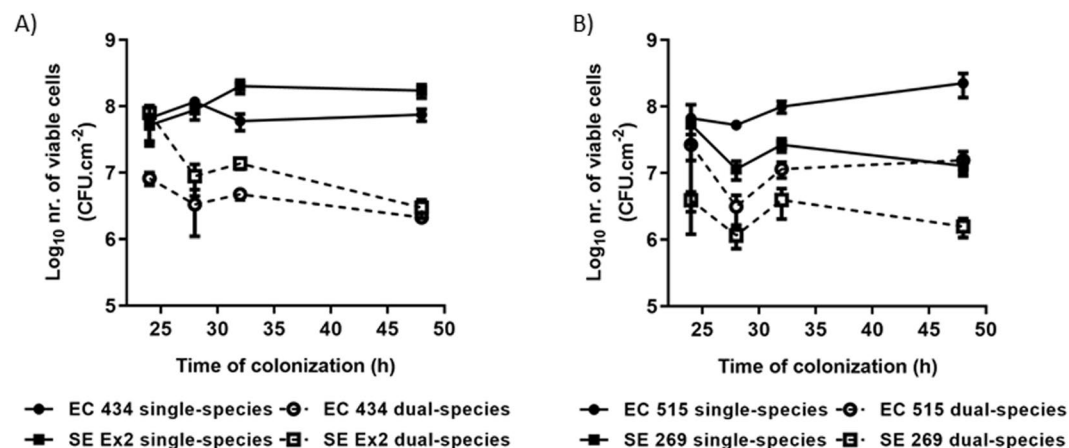 A)
Log10 nr. of viable cells
(CFU.cm-2)
9
8
7
6
5
25 30 35 40 45 50
Time of colonization (h)
EC 434 single-species EC 434 dual-species
SE Ex2 single-species SE Ex2 dual-species
B)
Log10 nr. of viable cells
(CFU.cm-2)
9
8
7
6
5
25 30 35 40 45 50
Time of colonization (h)
EC 515 single-species EC 515 dual-species
SE 269 single-species SE 269 dual-species